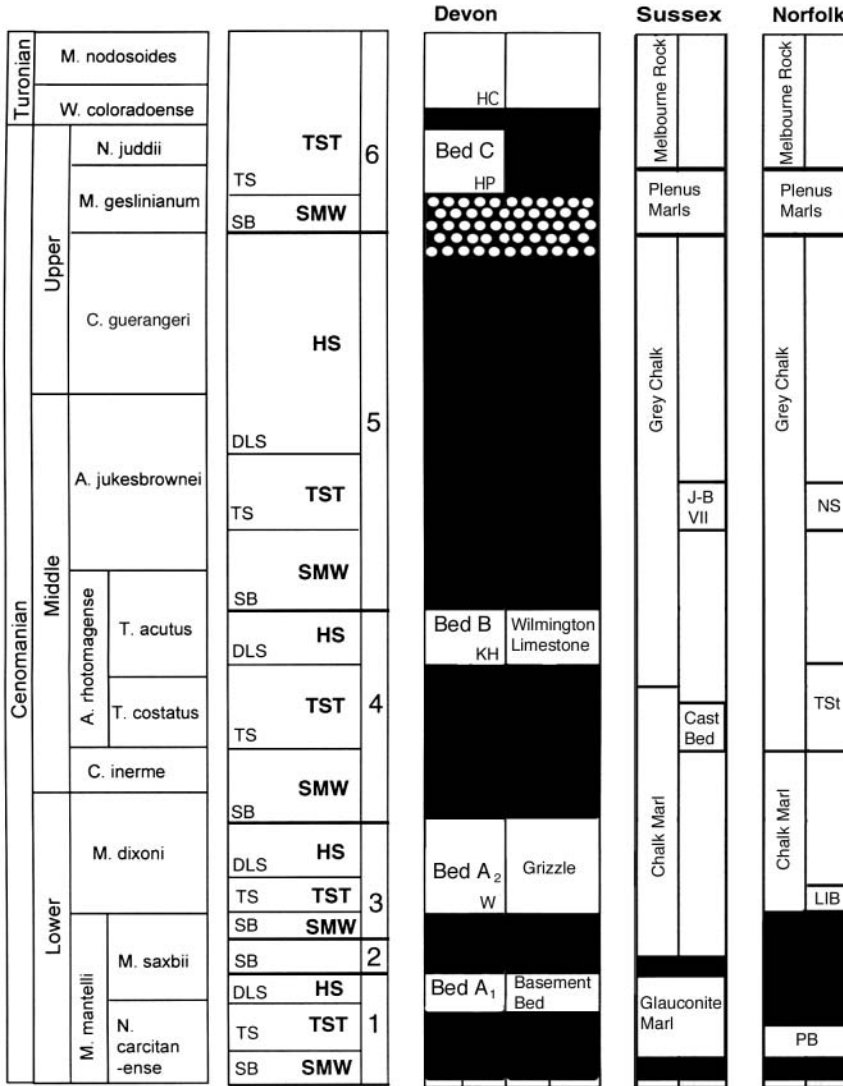 Devon
Sussex
Norfolk
Turonian
M. nodosoides
W. coloradoense
Cenomanian
Upper
N. juddii
M. geslinianum
C. guerangeri
Middle
A. jukesbrownei
A. rhotomagense
T. acutus
T. costatus
C. inerme
Lower
M. dixoni
M. mantelli
M. saxbii
N.
carcitan
-ense
TST
TS
6
SMW
SB
HS
DLS
5
TST
TS
SMW
SB
HS
DLS
4
TST
TS
SMW
SB
HS
DLS
3
TS TST
SB SMW
SB 2
DLS HS
1
TST
TS
SB SMW
HC
Bed C
HP
Bed B
KH
Wilmington
Limestone
Bed A2
W
Grizzle
Bed A1
Basement
Bed
Melbourne Rock
Plenus
Marls
Grey Chalk
J-B
VII
Cast
Bed
Chalk Marl
Glauconite
Marl
Melbourne Rock
Plenus
Marls
Grey Chalk
NS
TSt
Chalk Marl
LIB
PB